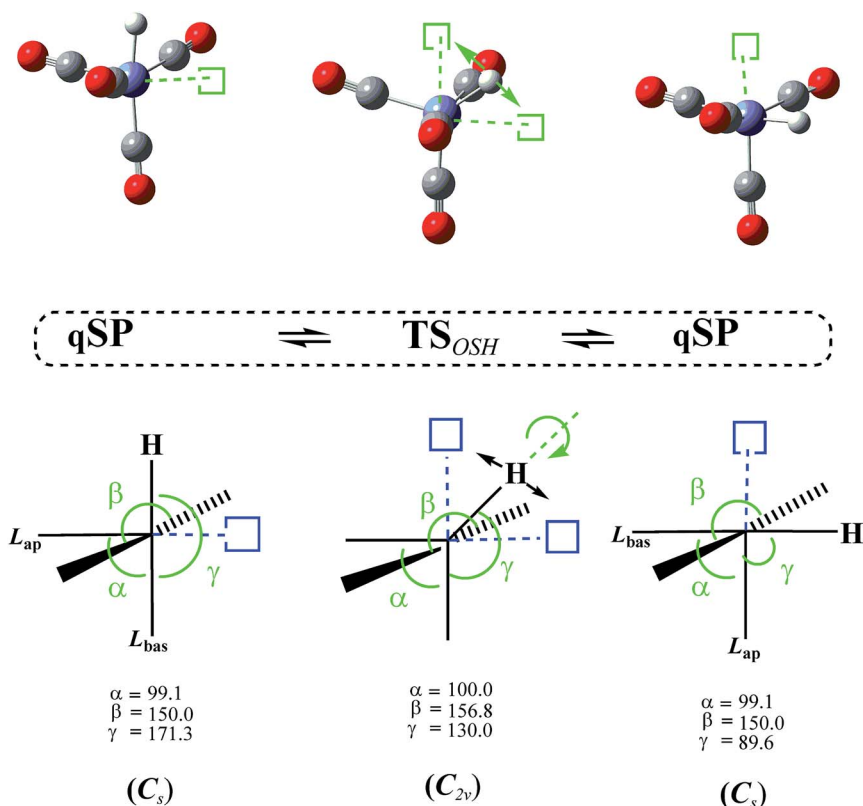 qSP ⇌ TS_OSH ⇌ qSP
H
β
L_ap
α
γ
L_bas
H
β
α
γ
β
L_bas
H
α
γ
L_ap
α = 99.1
β = 150.0
γ = 171.3
α = 100.0
β = 156.8
γ = 130.0
α = 99.1
β = 150.0
γ = 89.6
(C_s)
(C_2v)
(C_s)